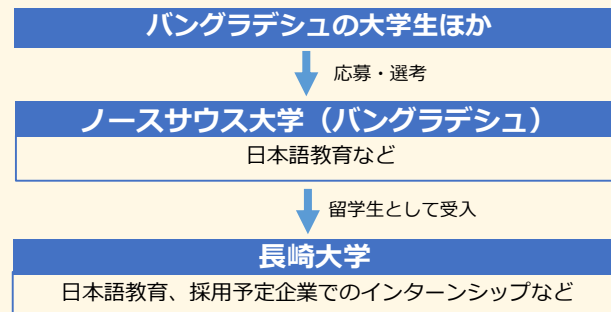 バングラデシュの大学生ほか
応募・選考
ノースサウス大学（バングラデシュ）
日本語教育など
留学生として受入
長崎大学
日本語教育、採用予定企業でのインターンシップなど